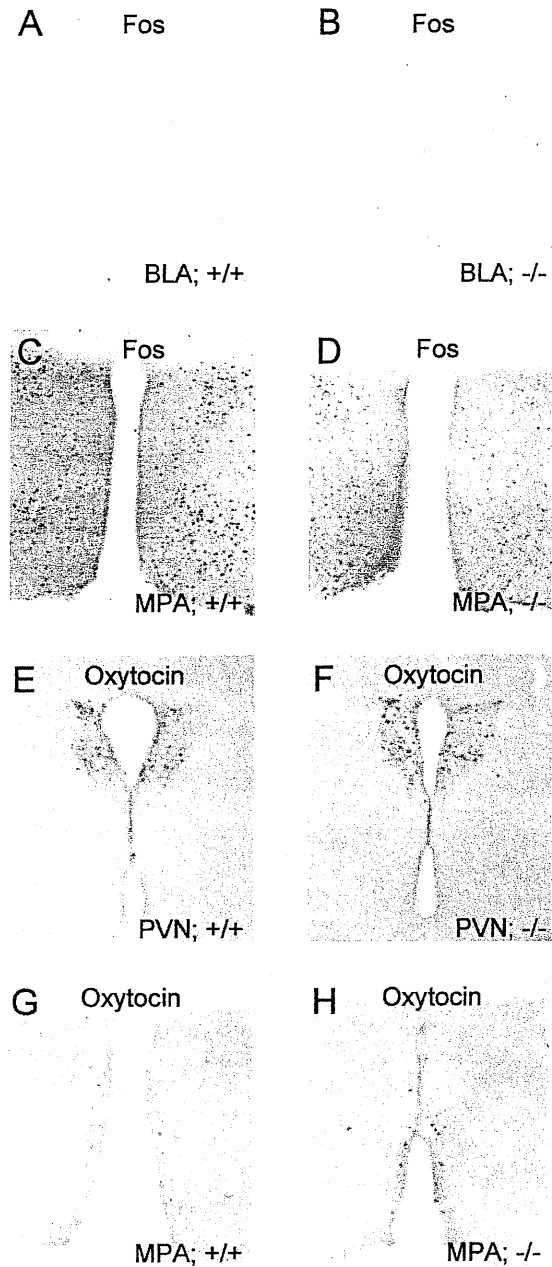 A Fos
B Fos
BLA; +/+
BLA; -/-
C Fos
D Fos
MPA; +/+
MPA; -/-
E Oxytocin
F Oxytocin
PVN; +/+
PVN; -/-
G Oxytocin
H Oxytocin
MPA; +/+
MPA; -/-